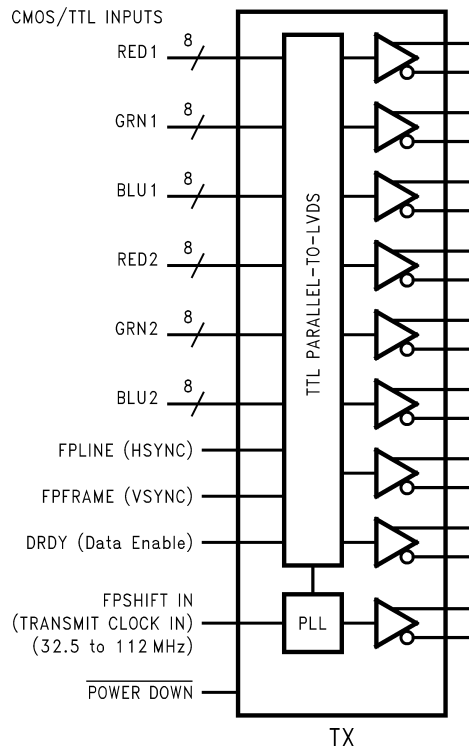 CMOS/TTL INPUTS
RED1 8
GRN1 8
BLU1 8
RED2 8
GRN2 8
BLU2 8
FPLINE (HSYNC)
FPFRAME (VSYNC)
DRDY (Data Enable)
FPSHIFT IN
(TRANSMIT CLOCK IN)
(32.5 to 112 MHz)
POWER DOWN
TTL PARALLEL-TO-LVDS
PLL
TX